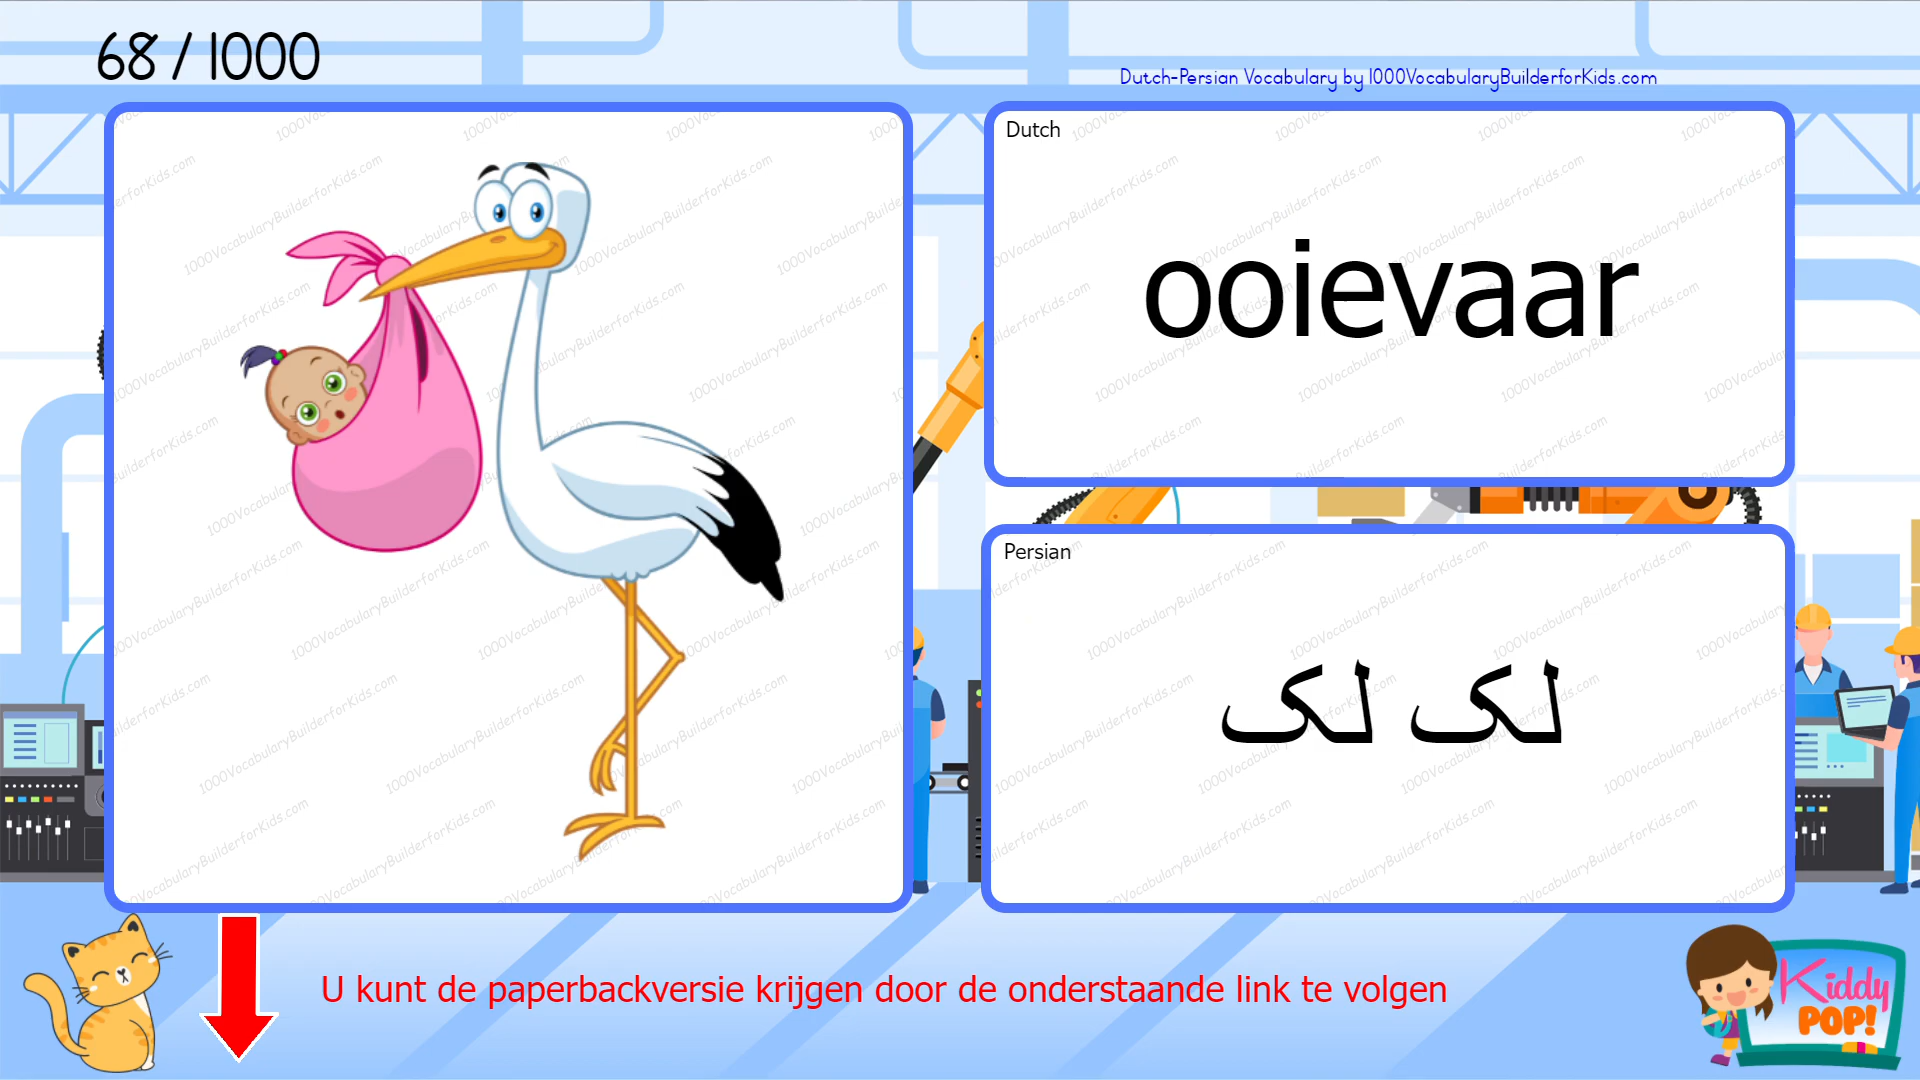 68 / 1000
Dutch-Persian Vocabulary by 1000VocabularyBuilderforKids.com
Dutch
ooievaar
Persian
لک لک
U kunt de paperbackversie krijgen door de onderstaande link te volgen
Kiddy
POP!